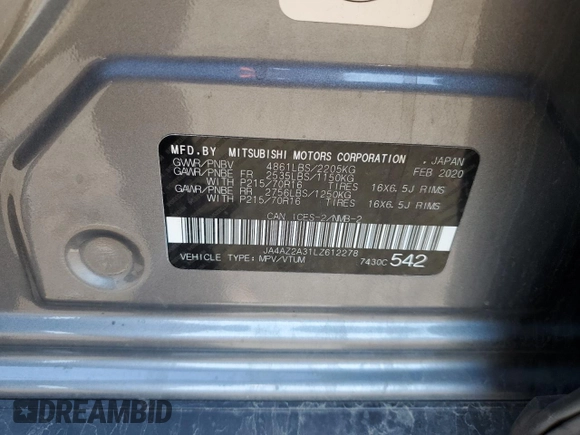 MFD.BY MITSUBISHI MOTORS CORPORATION , JAPAN
GVWR/PNBV 4861LBS/2205KG FEB 2020
GAWR/PNBE FR 2535LBS/1150KG
WITH P215/70R16 TIRES 16X6.5J RIMS
GAWR/PNBE RR 2756LBS/1250KG
WITH P215/70R16 TIRES 16X6.5J RIMS
CAN ICES-2/NMB-2
JA4AZ2A31LZ612278
VEHICLE TYPE: MPV/VTUM 7430C 542
DREAMBID